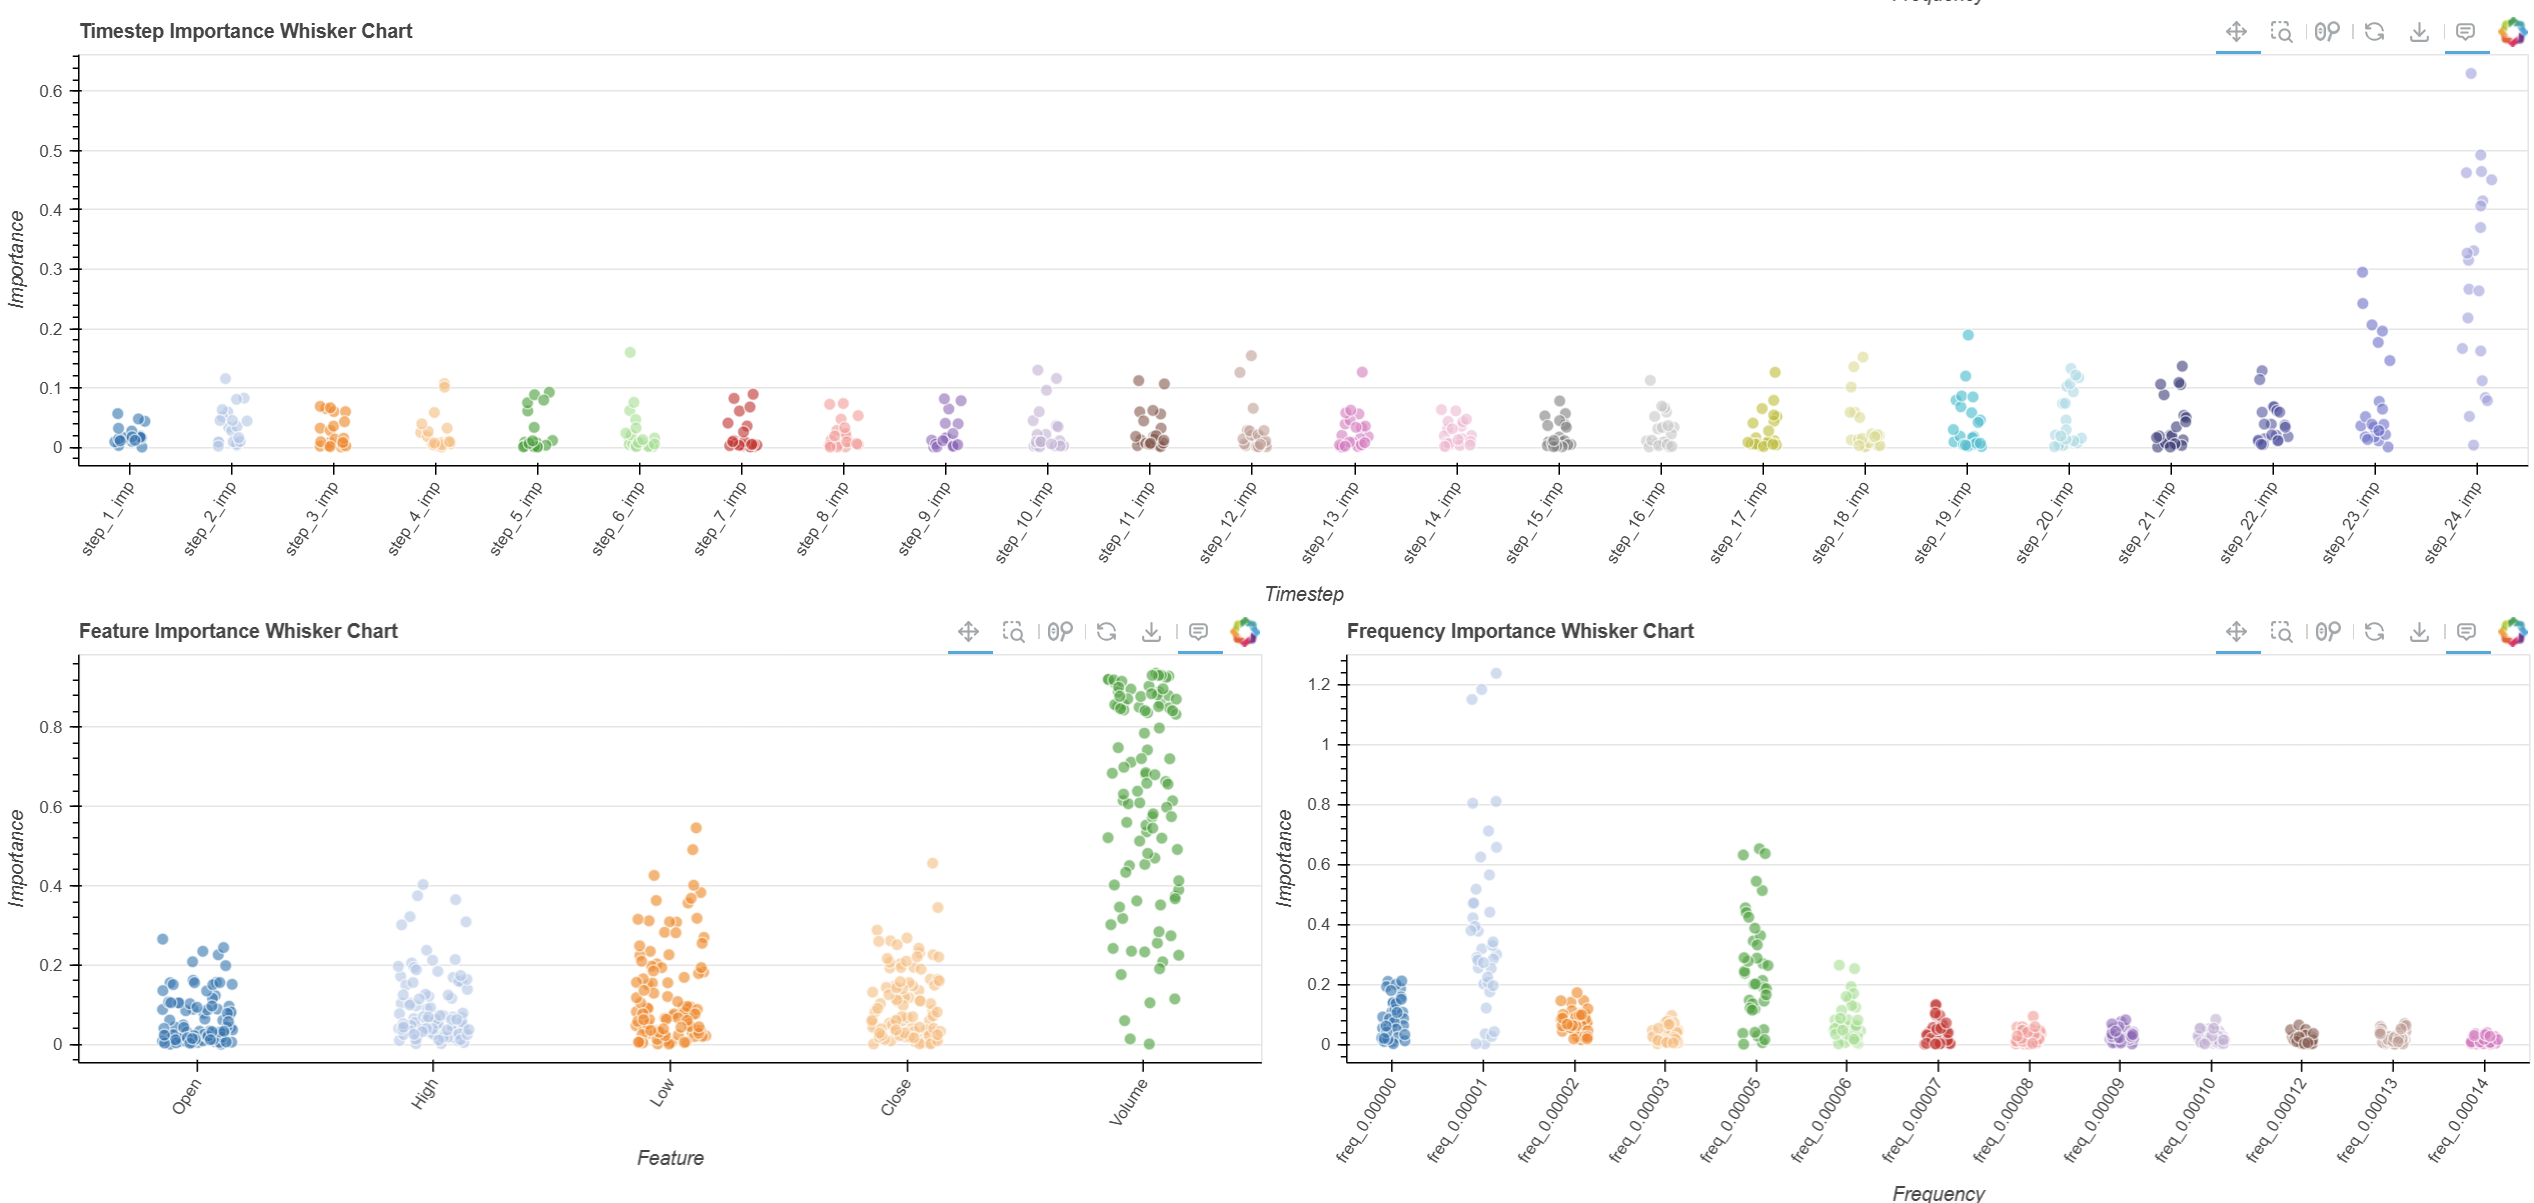 Frequency
Timestep Importance Whisker Chart
Importance
0.6
0.5
0.4
0.3
0.2
0.1
0
step_1_imp
step_2_imp
step_3_imp
step_4_imp
step_5_imp
step_6_imp
step_7_imp
step_8_imp
step_9_imp
step_10_imp
step_11_imp
step_12_imp
step_13_imp
step_14_imp
step_15_imp
step_16_imp
step_17_imp
step_18_imp
step_19_imp
step_20_imp
step_21_imp
step_22_imp
step_23_imp
step_24_imp
Timestep
Feature Importance Whisker Chart
Importance
0.8
0.6
0.4
0.2
0
Open
High
Low
Close
Volume
Feature
Frequency Importance Whisker Chart
Importance
1.2
1
0.8
0.6
0.4
0.2
0
freq_0.00000
freq_0.00001
freq_0.00002
freq_0.00003
freq_0.00005
freq_0.00006
freq_0.00007
freq_0.00008
freq_0.00009
freq_0.00010
freq_0.00012
freq_0.00013
freq_0.00014
Frequency